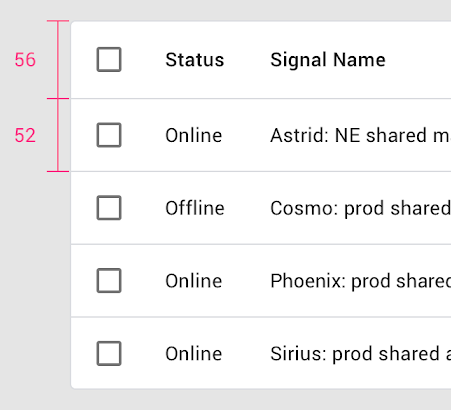 56 Status Signal Name
52 Online Astrid: NE shared
Offline Cosmo: prod shared
Online Phoenix: prod shared
Online Sirius: prod shared